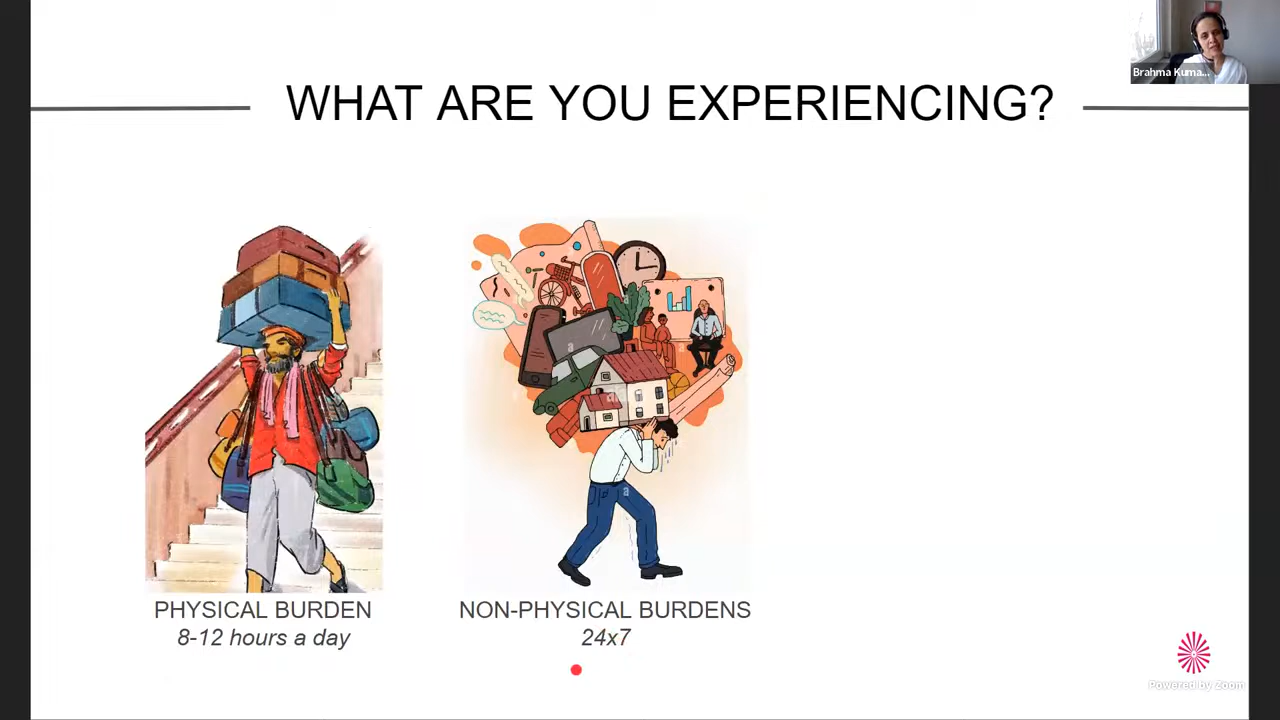 Brahma Kuma...
WHAT ARE YOU EXPERIENCING?
PHYSICAL BURDEN
8-12 hours a day
NON-PHYSICAL BURDENS
24x7
Powered by Zoom